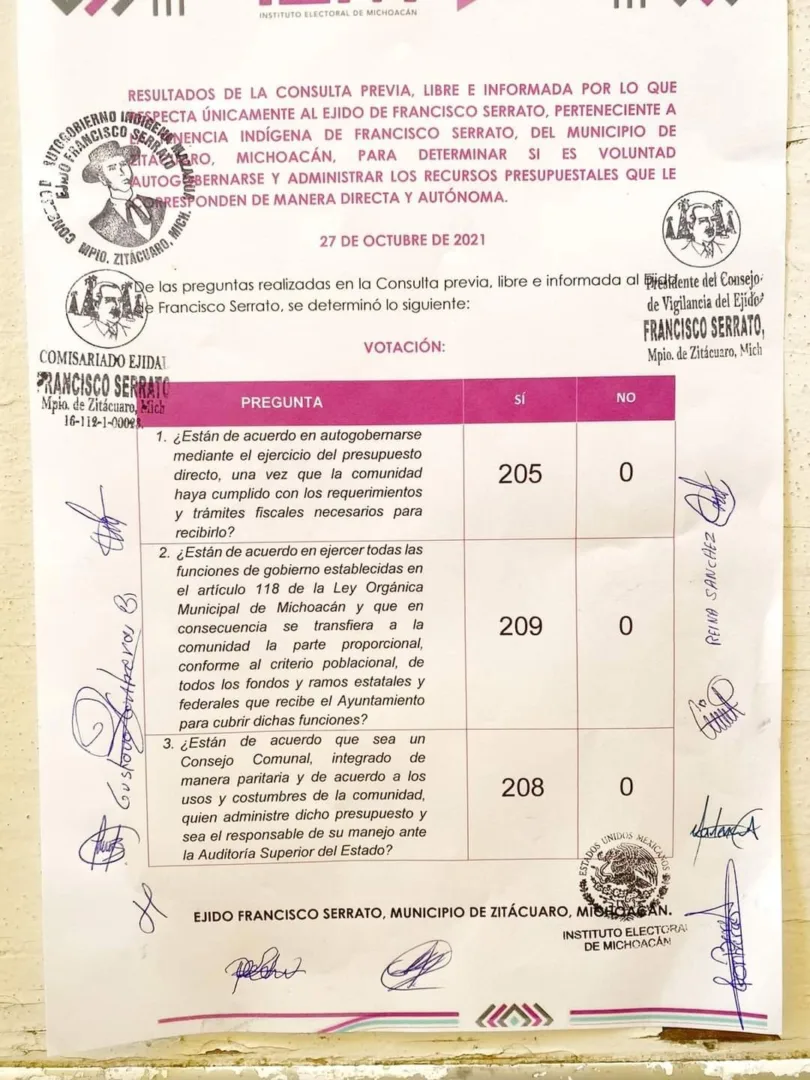 INSTITUTO ELECTORAL DE MICHOACÁN
RESULTADOS DE LA CONSULTA PREVIA, LIBRE E INFORMADA POR LO QUE
RESPECTA ÚNICAMENTE AL EJIDO DE FRANCISCO SERRATO, PERTENECIENTE A
TENENCIA INDÍGENA DE FRANCISCO SERRATO, DEL MUNICIPIO DE
ZITÁCUARO, MICHOACÁN, PARA DETERMINAR SI ES VOLUNTAD
AUTOGOBERNARSE Y ADMINISTRAR LOS RECURSOS PRESUPUESTALES QUE LE
CORRESPONDEN DE MANERA DIRECTA Y AUTÓNOMA.
AUTOGOBIERNO INDÍGENA
EJIDO FRANCISCO SERRATO
MPIO. ZITÁCUARO, MICH.
27 DE OCTUBRE DE 2021
De las preguntas realizadas en la Consulta previa, libre e informada al Ejido
de Francisco Serrato, se determinó lo siguiente:
Presidente del Consejo
de Vigilancia del Ejido
FRANCISCO SERRATO,
Mpio. de Zitácuaro, Mich
VOTACIÓN:
COMISARIADO EJIDAL
FRANCISCO SERRATO
Mpio. de Zitácuaro, Mich
PREGUNTA SÍ NO
1. ¿Están de acuerdo en autogobernarse
mediante el ejercicio del presupuesto
directo, una vez que la comunidad
haya cumplido con los requerimientos
y trámites fiscales necesarios para
recibirlo?
205 0
2. ¿Están de acuerdo en ejercer todas las
funciones de gobierno establecidas en
el artículo 118 de la Ley Orgánica
Municipal de Michoacán y que en
consecuencia se transfiera a la
comunidad la parte proporcional,
conforme al criterio poblacional, de
todos los fondos y ramos estatales y
federales que recibe el Ayuntamiento
para cubrir dichas funciones?
209 0
3. ¿Están de acuerdo que sea un
Consejo Comunal, integrado de
manera paritaria y de acuerdo a los
usos y costumbres de la comunidad,
quien administre dicho presupuesto y
sea el responsable de su manejo ante
la Auditoría Superior del Estado?
208 0
REINA SANCHEZ
Gustavo
ESTADOS UNIDOS MEXICANOS
EJIDO FRANCISCO SERRATO, MUNICIPIO DE ZITÁCUARO, MICHOACÁN.
INSTITUTO ELECTORAL
DE MICHOACÁN